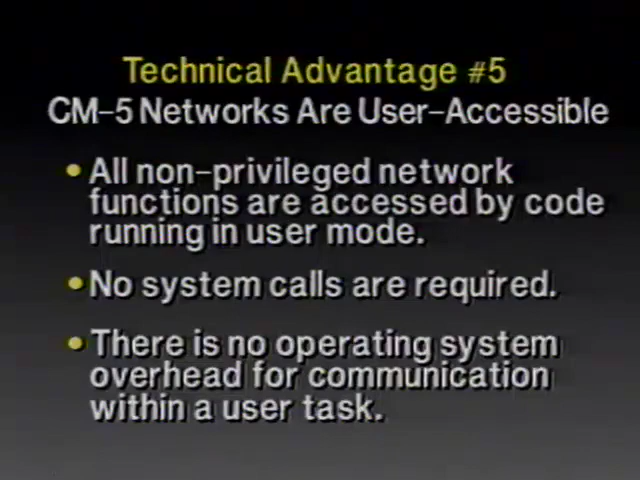 Technical Advantage #5
CM-5 Networks Are User-Accessible
• All non-privileged network
functions are accessed by code
running in user mode.
• No system calls are required.
• There is no operating system
overhead for communication
within a user task.